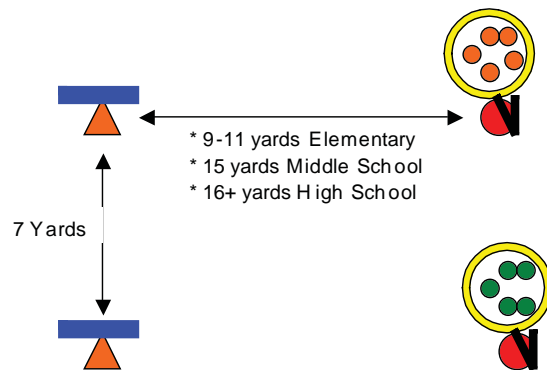 * 9-11 yards Elementary
* 15 yards Middle School
* 16+ yards High School
7 Yards